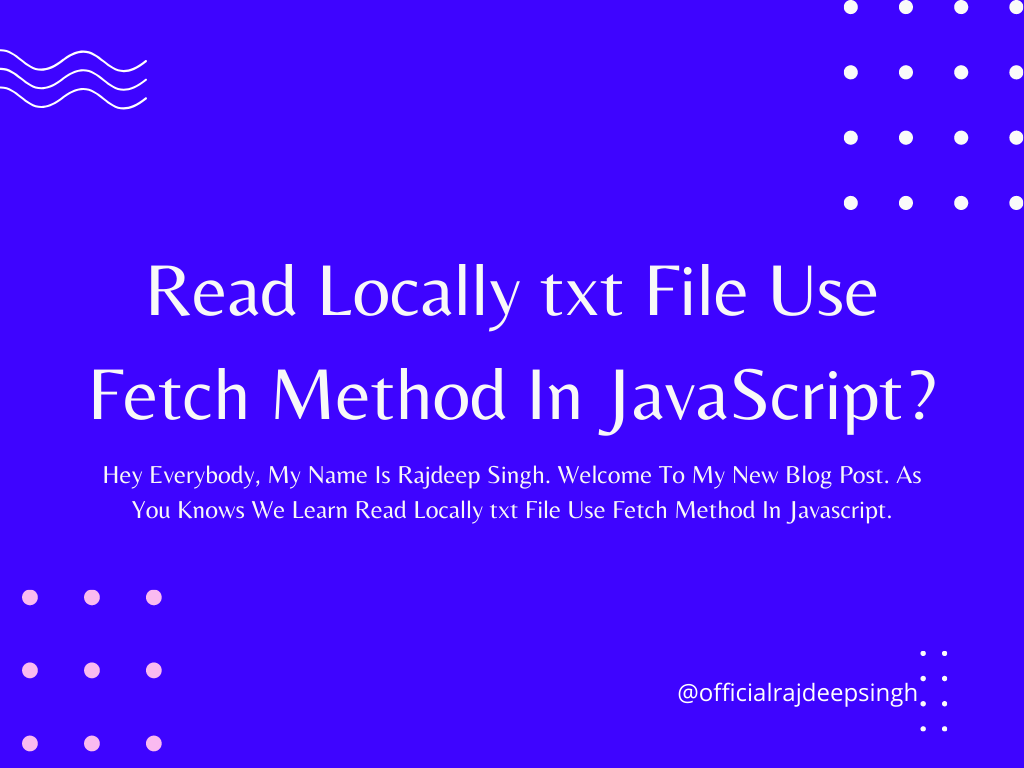 Read Locally txt File Use
Fetch Method In JavaScript?
Hey Everybody, My Name Is Rajdeep Singh. Welcome To My New Blog Post. As
You Knows We Learn Read Locally txt File Use Fetch Method In Javascript.
@officialrajdeepsingh